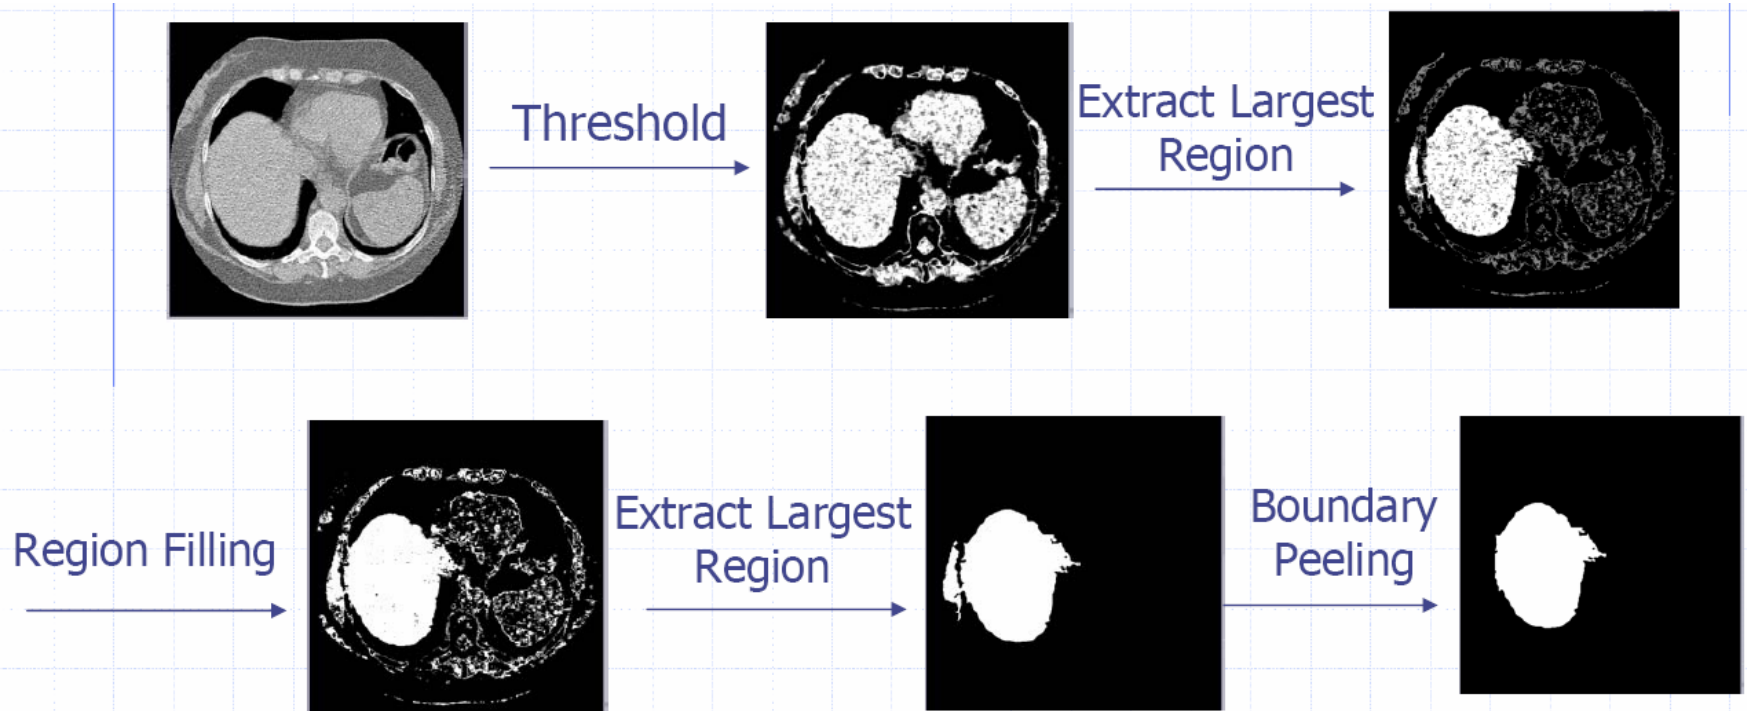 Threshold
Extract Largest
Region
Region Filling
Extract Largest
Region
Boundary
Peeling